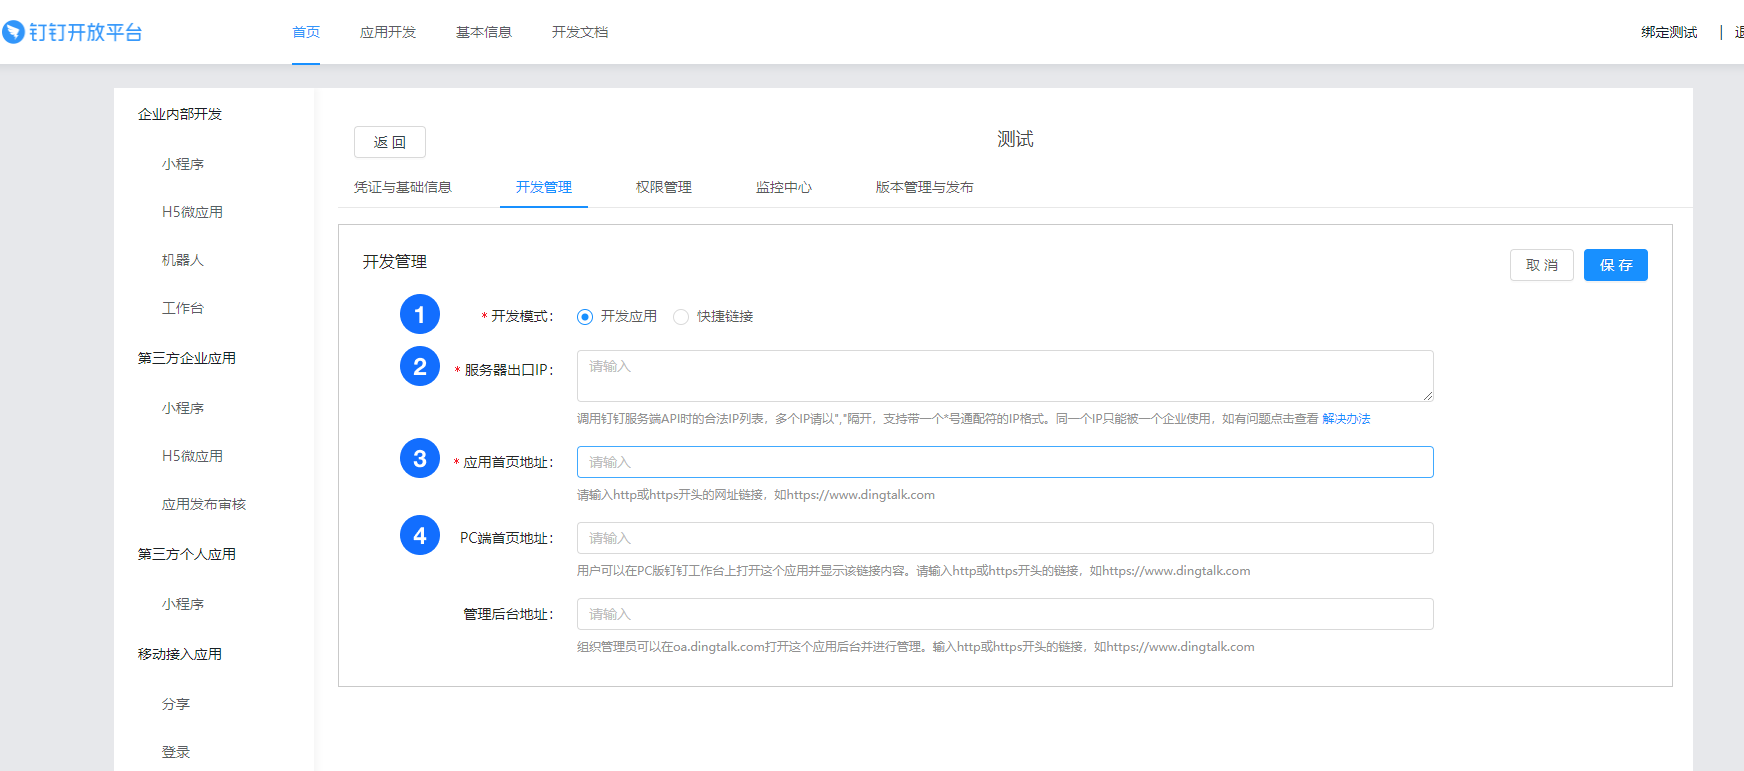 钉钉开放平台
首页 应用开发 基本信息 开发文档
绑定测试 | 退
企业内部开发
小程序
H5微应用
机器人
工作台
第三方企业应用
小程序
H5微应用
应用发布审核
第三方个人应用
小程序
移动接入应用
分享
登录
返 回
测试
凭证与基础信息 开发管理 权限管理 监控中心 版本管理与发布
开发管理
取 消 保 存
1 * 开发模式： 开发应用 快捷链接
2 * 服务器出口IP： 请输入
调用钉钉服务端API时的合法IP列表，多个IP请以","隔开，支持带一个*号通配符的IP格式。同一个IP只能被一个企业使用，如有问题点击查看 解决办法
3 * 应用首页地址： 请输入
请输入http或https开头的网址链接，如https://www.dingtalk.com
4 PC端首页地址： 请输入
用户可以在PC版钉钉工作台上打开这个应用并显示该链接内容。请输入http或https开头的链接，如https://www.dingtalk.com
管理后台地址： 请输入
组织管理员可以在oa.dingtalk.com打开这个应用后台并进行管理。输入http或https开头的链接，如https://www.dingtalk.com